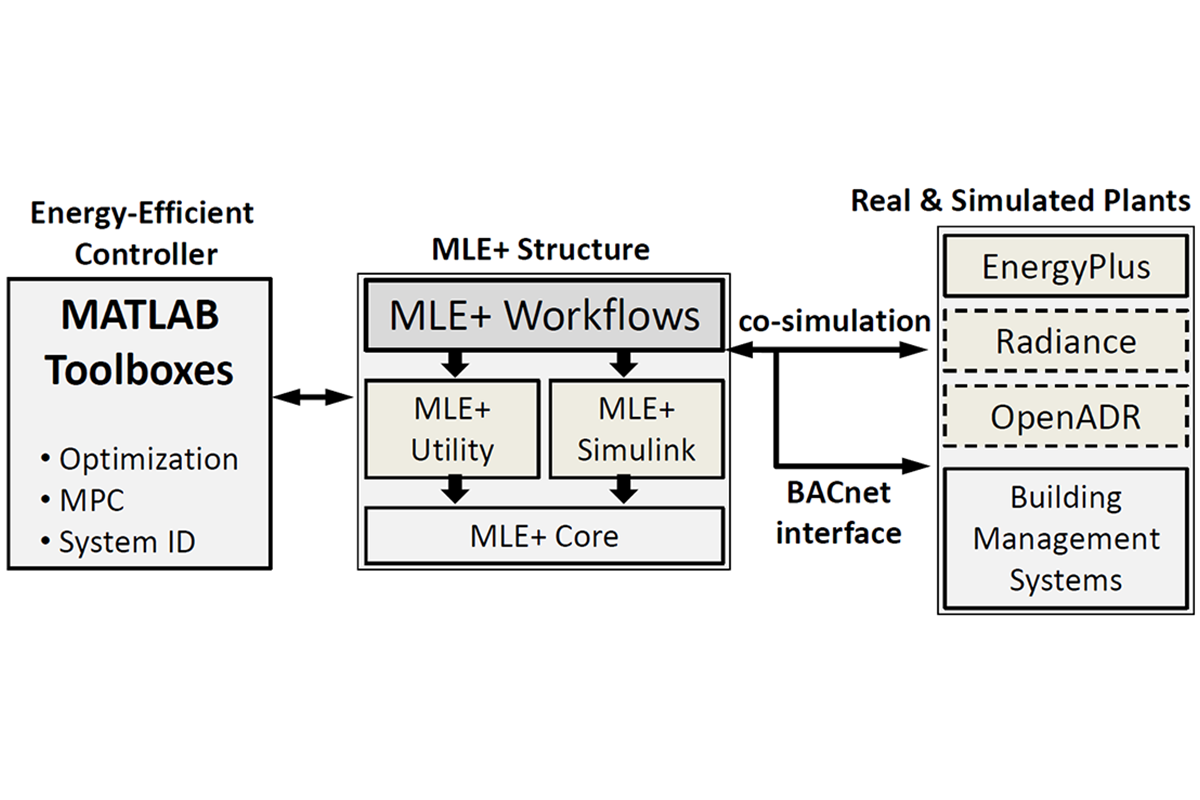 Energy-Efficient
Controller
MATLAB
Toolboxes
• Optimization
• MPC
• System ID
MLE+ Structure
MLE+ Workflows
MLE+
Utility
MLE+
Simulink
MLE+ Core
co-simulation
BACnet
interface
Real & Simulated Plants
EnergyPlus
Radiance
OpenADR
Building
Management
Systems